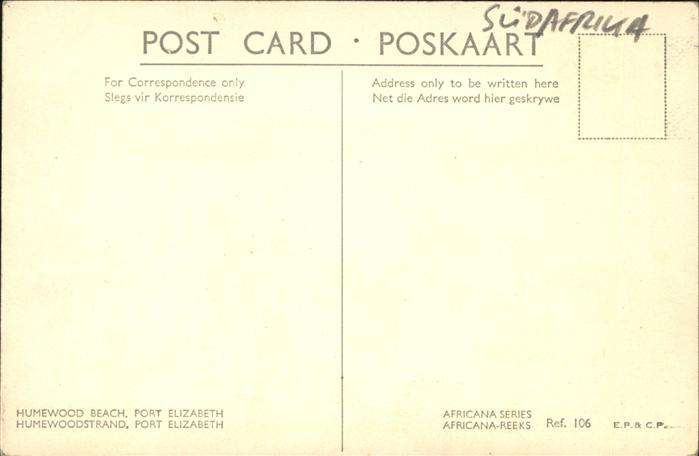 SÜDAFRIKA
POST CARD · POSKAART
For Correspondence only
Slegs vir Korrespondensie
Address only to be written here
Net die Adres word hier geskrywe
HUMEWOOD BEACH, PORT ELIZABETH
HUMEWOODSTRAND, PORT ELIZABETH
AFRICANA SERIES
AFRICANA-REEKS Ref. 106 E.P. & C.P.